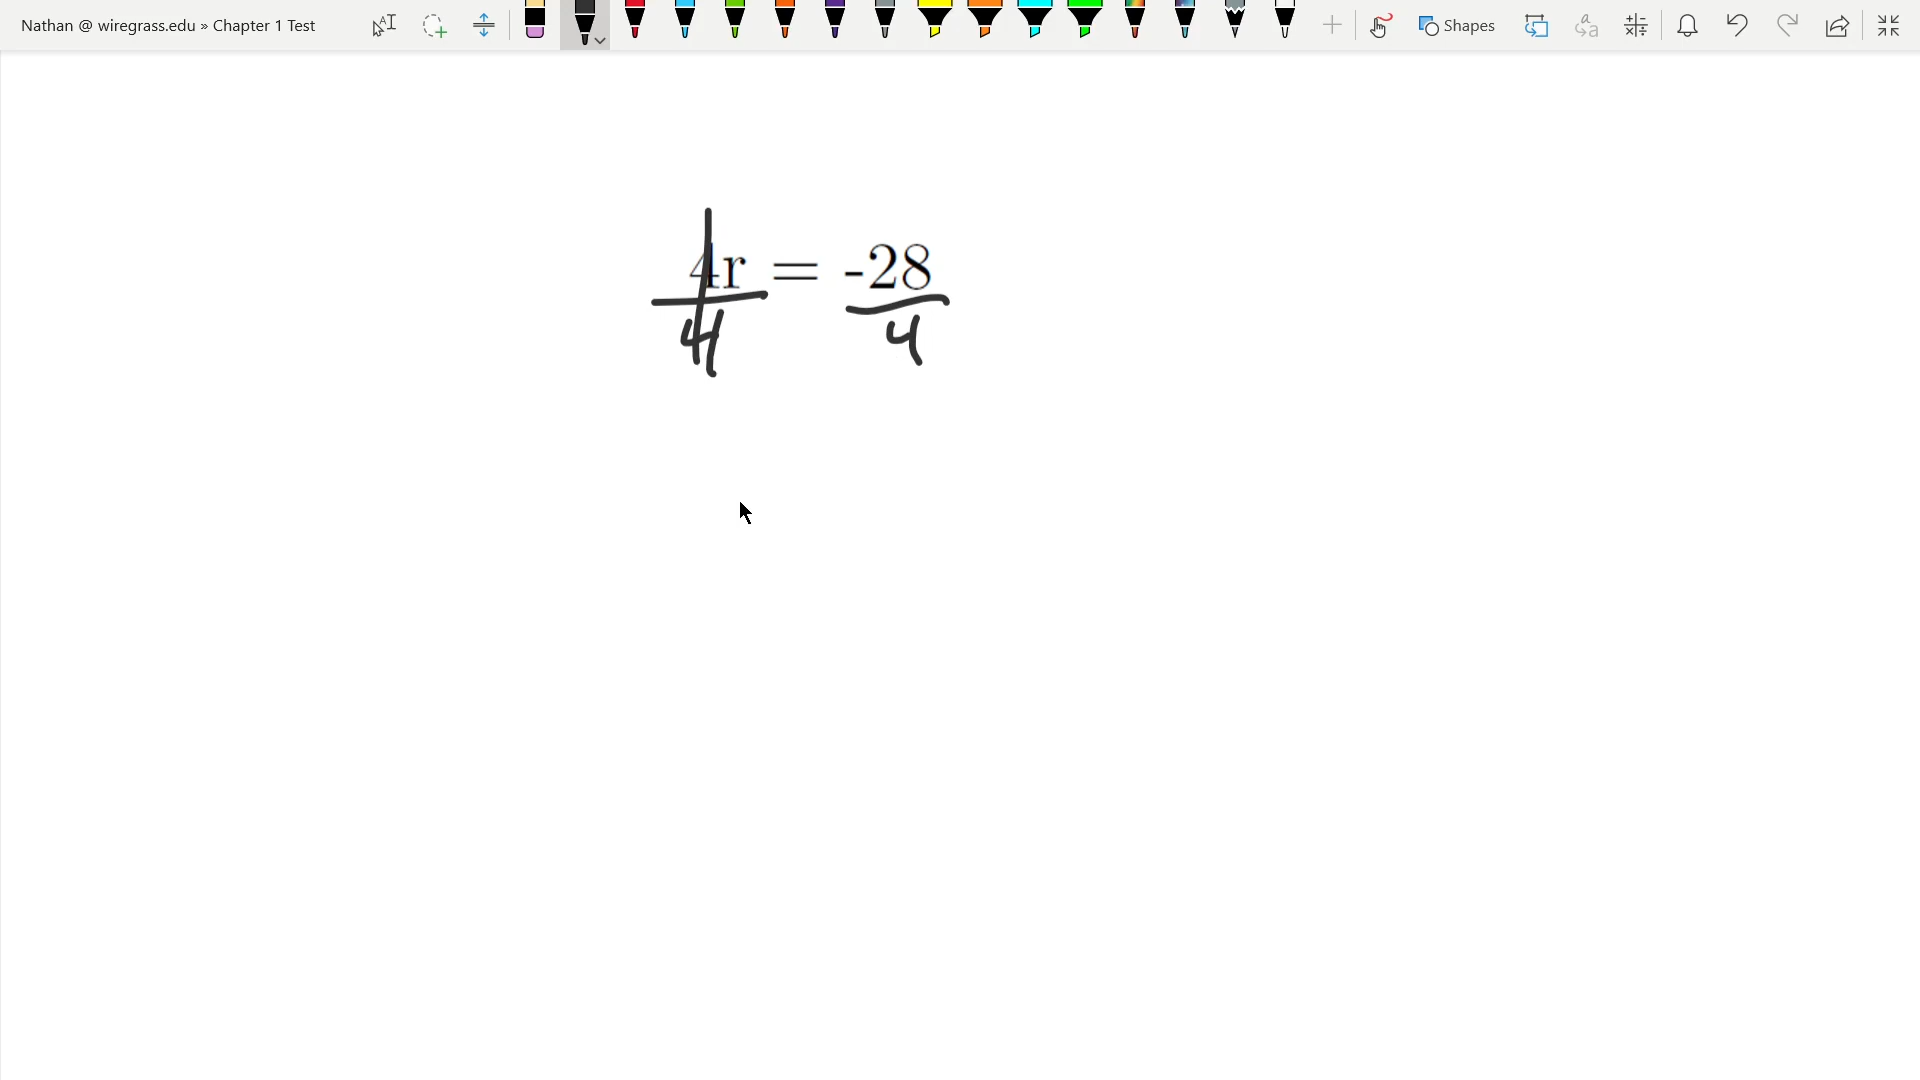 Nathan @ wiregrass.edu » Chapter 1 Test
Shapes
4r = -28
4 4